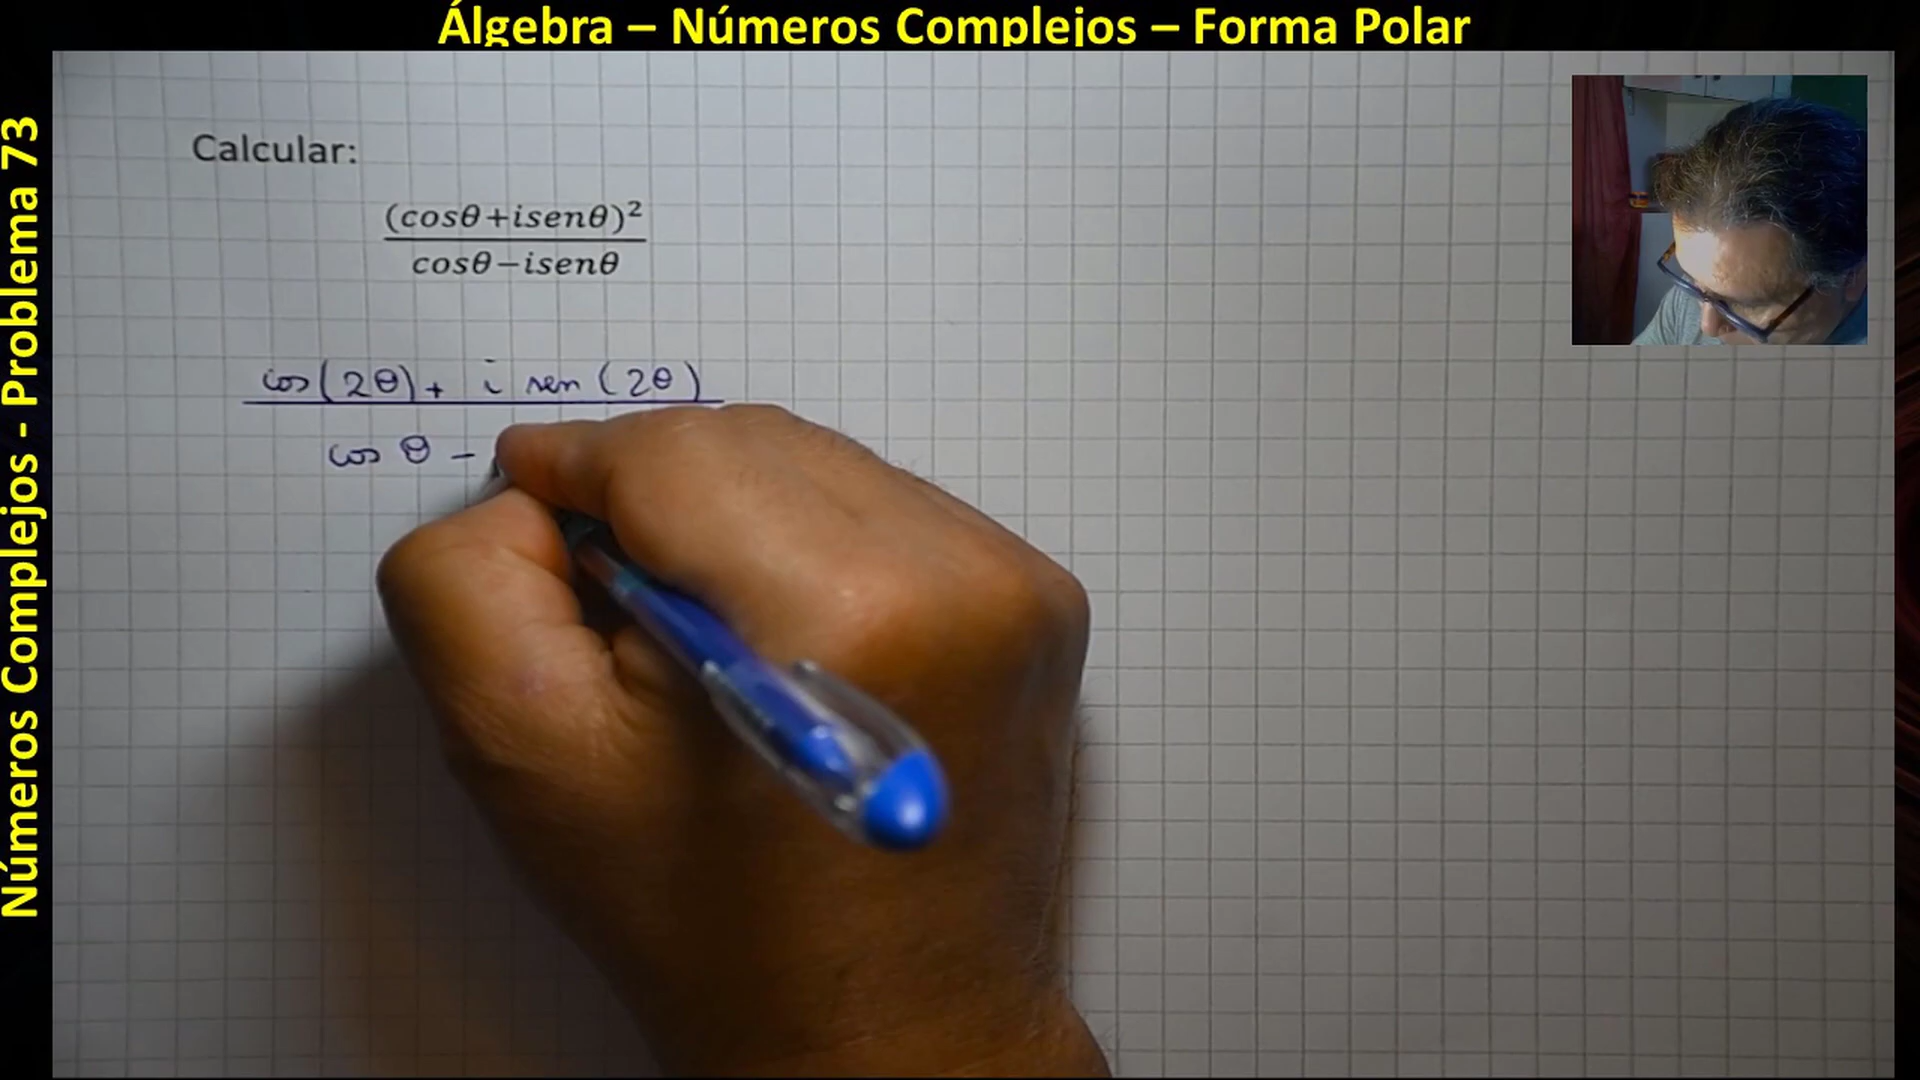 Álgebra – Números Complejos – Forma Polar
Números Complejos - Problema 73
Calcular:
(cosθ+isenθ)²
cosθ−isenθ
cos(2θ)+ i sen (2θ)
cos θ −